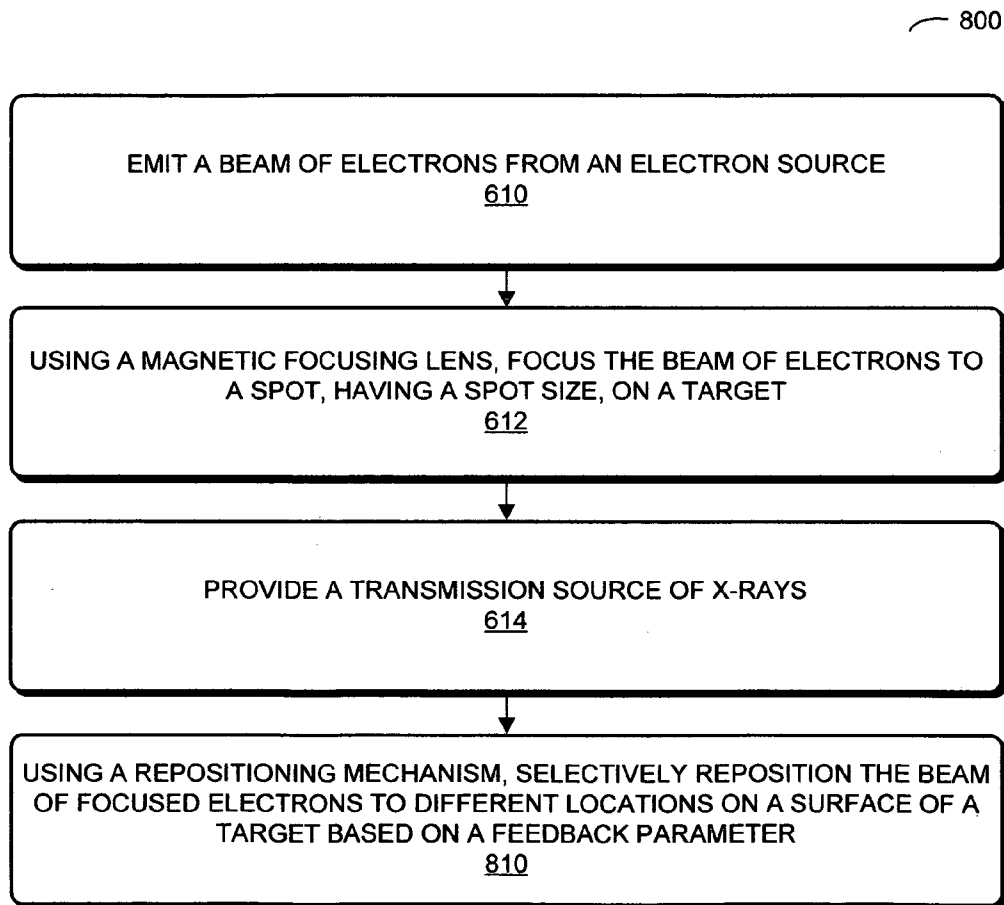 800
EMIT A BEAM OF ELECTRONS FROM AN ELECTRON SOURCE
610
USING A MAGNETIC FOCUSING LENS, FOCUS THE BEAM OF ELECTRONS TO
A SPOT, HAVING A SPOT SIZE, ON A TARGET
612
PROVIDE A TRANSMISSION SOURCE OF X-RAYS
614
USING A REPOSITIONING MECHANISM, SELECTIVELY REPOSITION THE BEAM
OF FOCUSED ELECTRONS TO DIFFERENT LOCATIONS ON A SURFACE OF A
TARGET BASED ON A FEEDBACK PARAMETER
810